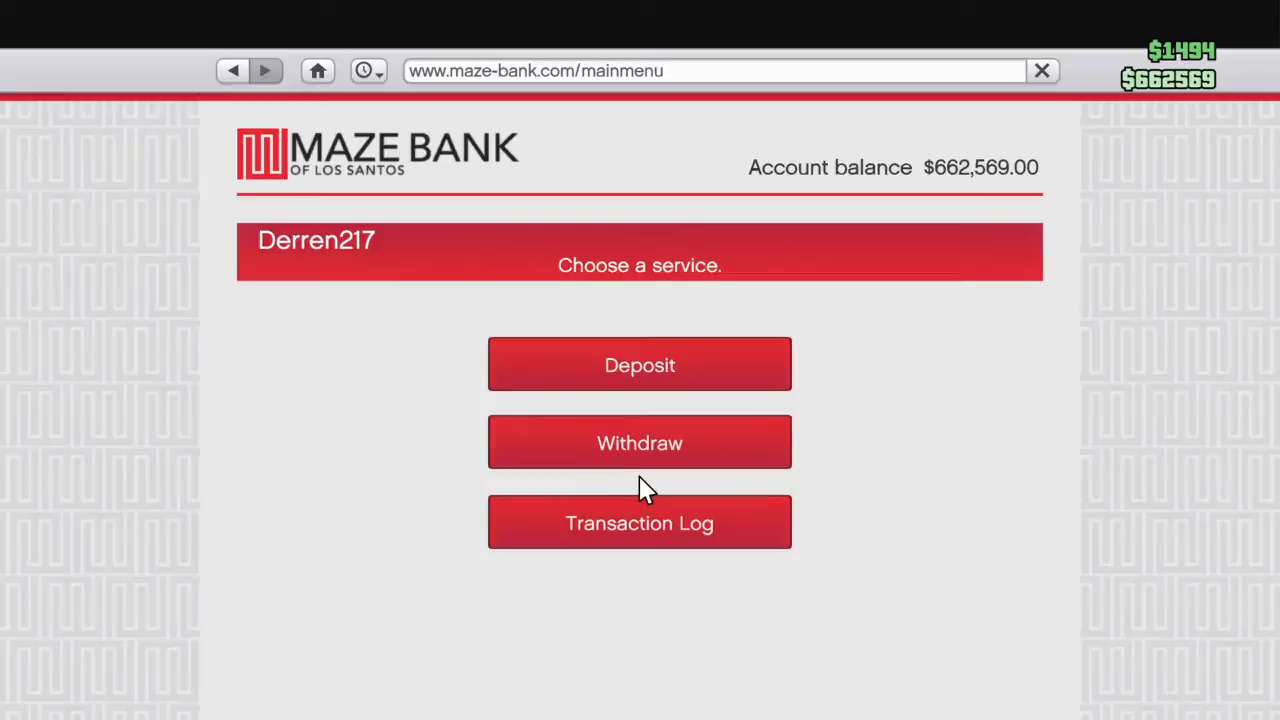 $1494
www.maze-bank.com/mainmenu
$662569
MAZE BANK
OF LOS SANTOS
Account balance $662,569.00
Derren217
Choose a service.
Deposit
Withdraw
Transaction Log